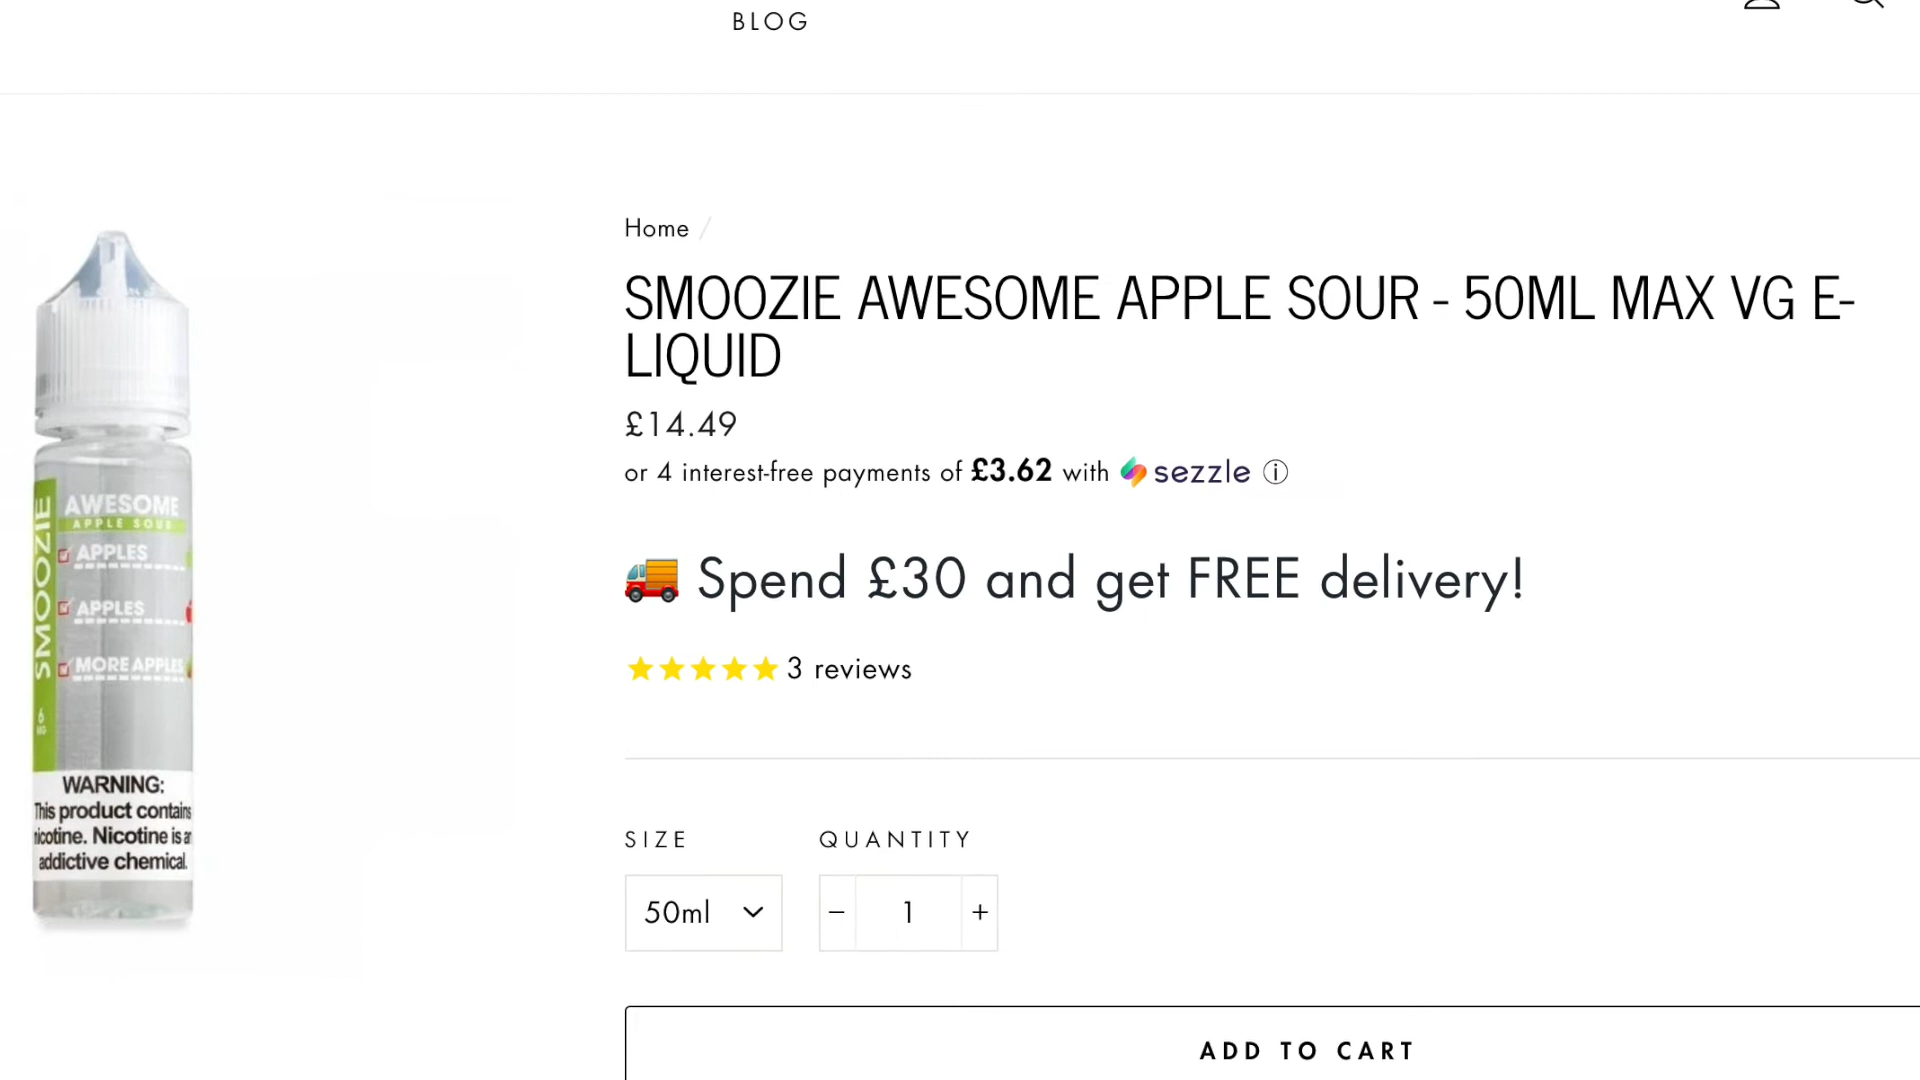 BLOG
Home /
SMOOZIE AWESOME APPLE SOUR - 50ML MAX VG E-
LIQUID
£14.49
or 4 interest-free payments of £3.62 with sezzle
Spend £30 and get FREE delivery!
3 reviews
SIZE
QUANTITY
50ml
− 1 +
ADD TO CART
SMOOZIE
6
MG
AWESOME
APPLE SOUR
APPLES
APPLES
MORE APPLES
WARNING:
This product contains
nicotine. Nicotine is an
addictive chemical.